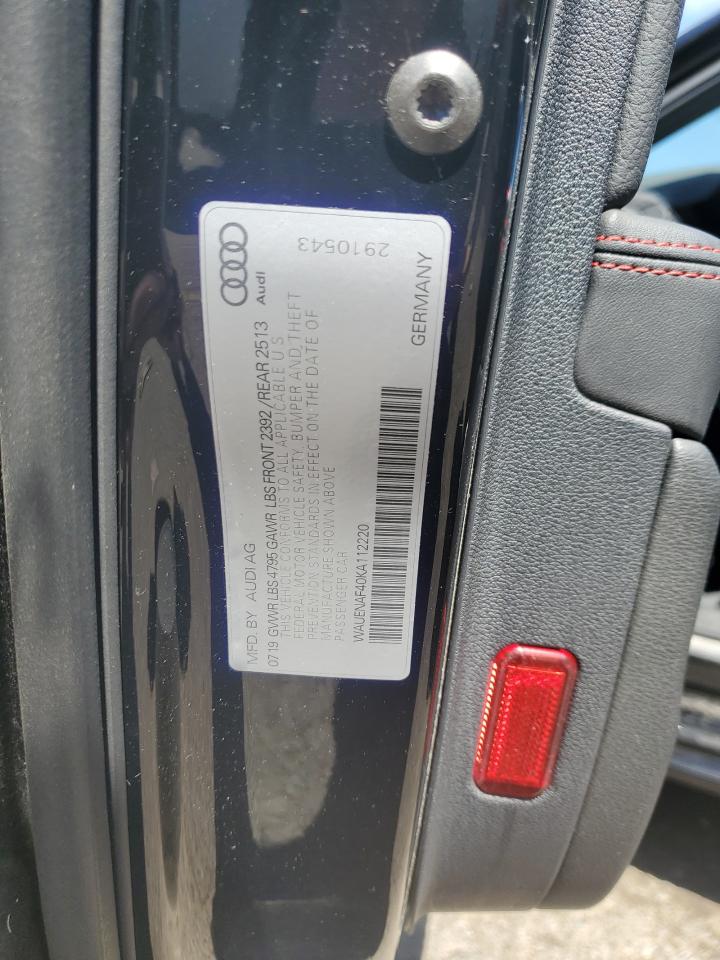 MFD. BY AUDI AG
0719 GVWR LBS 4795 GAWR LBS FRONT 2392 / REAR 2513
THIS VEHICLE CONFORMS TO ALL APPLICABLE U S
FEDERAL MOTOR VEHICLE SAFETY, BUMPER AND THEFT
PREVENTION STANDARDS IN EFFECT ON THE DATE OF
MANUFACTURE SHOWN ABOVE
PASSENGER CAR
WAUENAF40KA112220
Audi
2910543
GERMANY